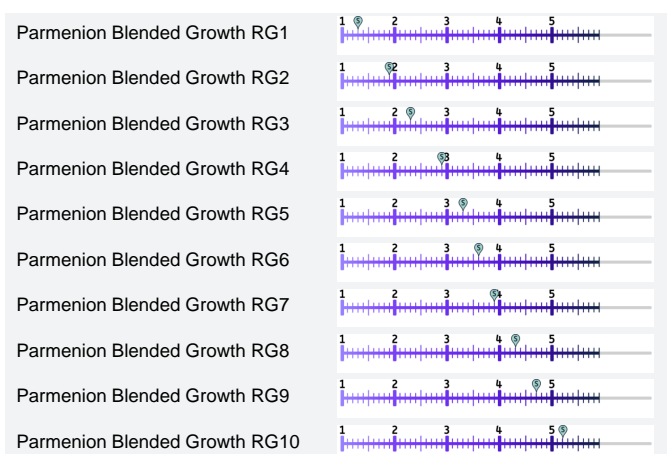 Parmenion Blended Growth RG1 1 S 2 3 4 5
Parmenion Blended Growth RG2 1 S 2 3 4 5
Parmenion Blended Growth RG3 1 2 S 3 4 5
Parmenion Blended Growth RG4 1 2 S 3 4 5
Parmenion Blended Growth RG5 1 2 3 S 4 5
Parmenion Blended Growth RG6 1 2 3 S 4 5
Parmenion Blended Growth RG7 1 2 3 S 4 5
Parmenion Blended Growth RG8 1 2 3 4 S 5
Parmenion Blended Growth RG9 1 2 3 4 S 5
Parmenion Blended Growth RG10 1 2 3 4 5 S